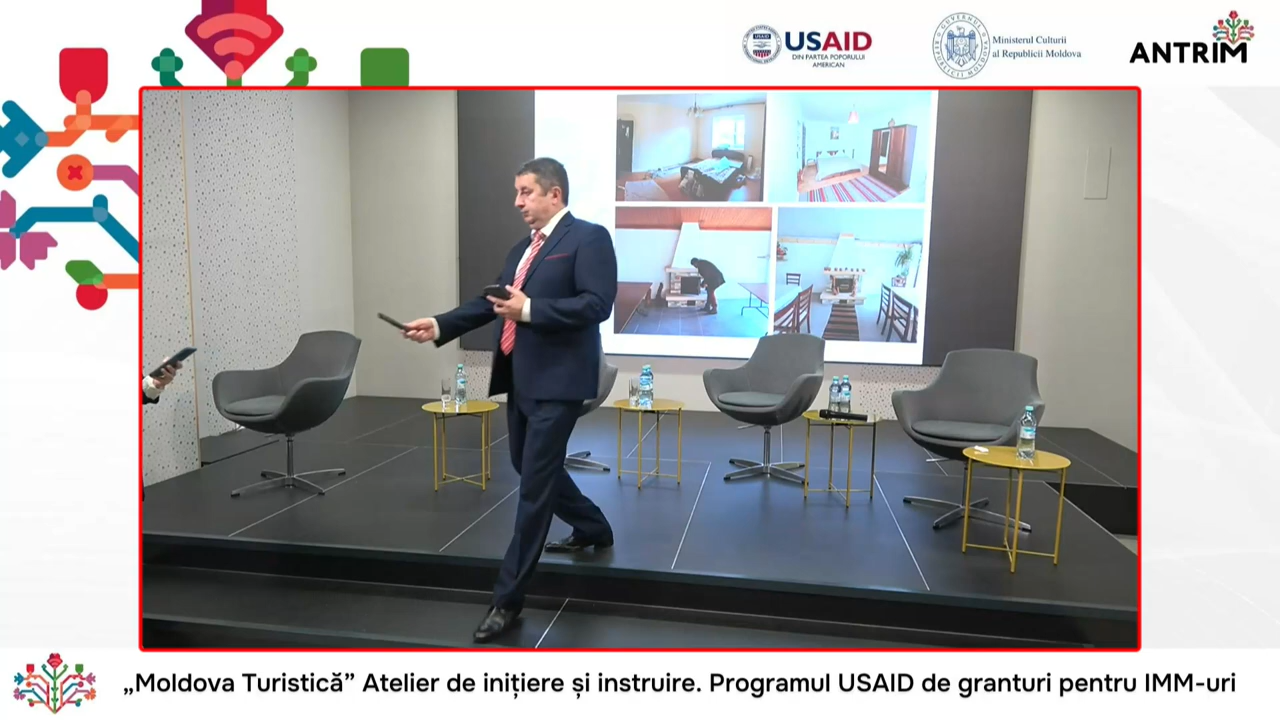 USAID
DIN PARTEA POPORULUI
AMERICAN
Ministerul Culturii
al Republicii Moldova
ANTRIM
„Moldova Turistică” Atelier de inițiere și instruire. Programul USAID de granturi pentru IMM-uri